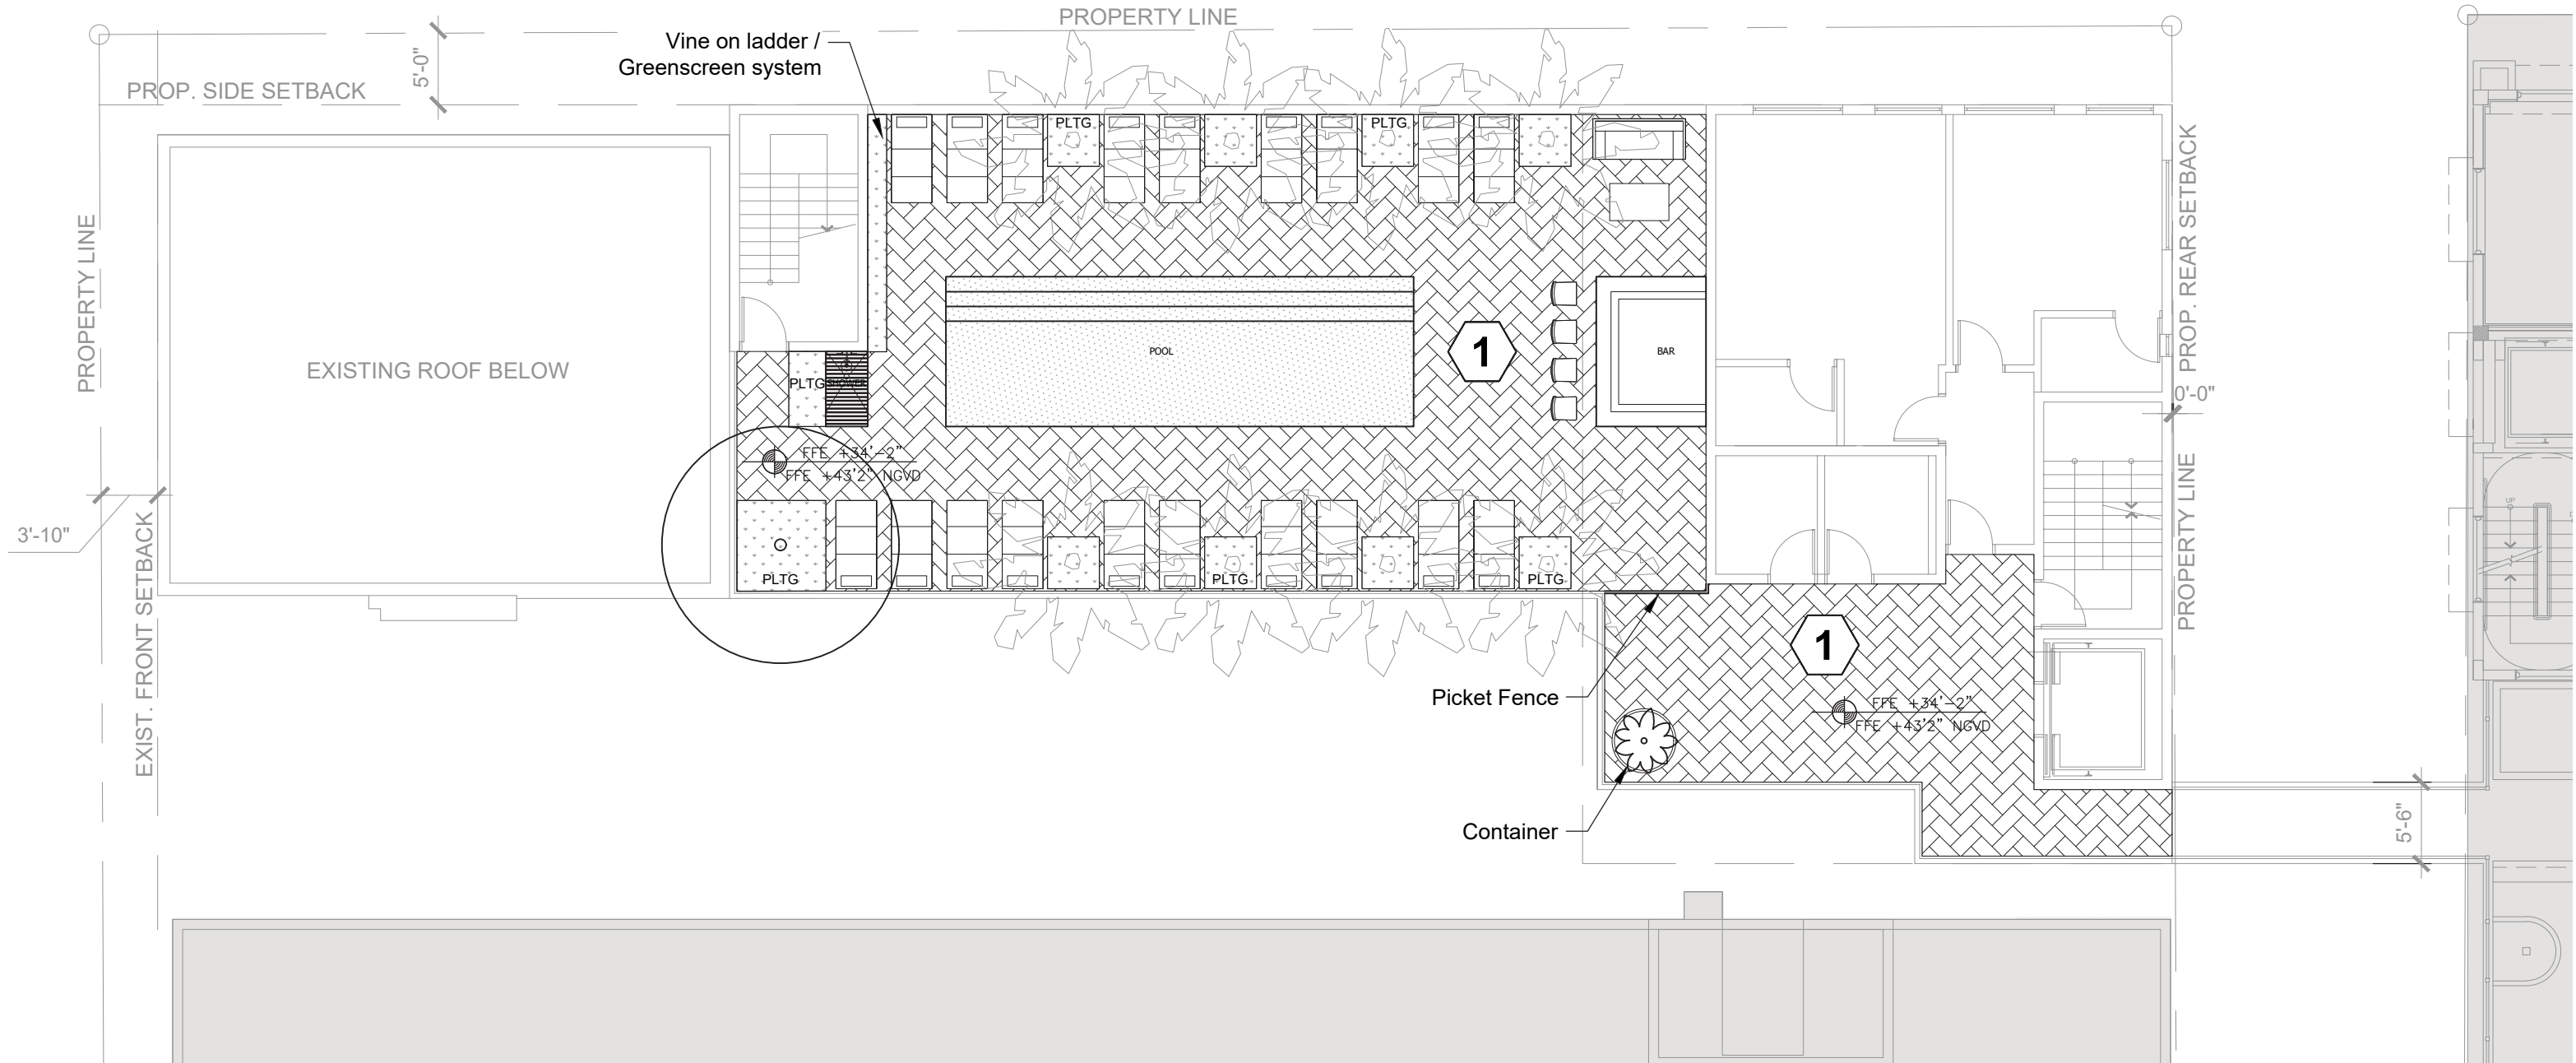 PROPERTY LINE
Vine on ladder /
Greenscreen system
5'-0"
PROP. SIDE SETBACK
PLTG
PLTG
PROPERTY LINE
PROP. REAR SETBACK
EXISTING ROOF BELOW
POOL
1
BAR
PLTG
0'-0"
FFE +34'-2"
FFE +43'2" NGVD
3'-10"
EXIST. FRONT SETBACK
PLTG
PLTG
PLTG
PROPERTY LINE
UP
1
Picket Fence
FFE +34'-2"
FFE +43'2" NGVD
Container
5'-6"